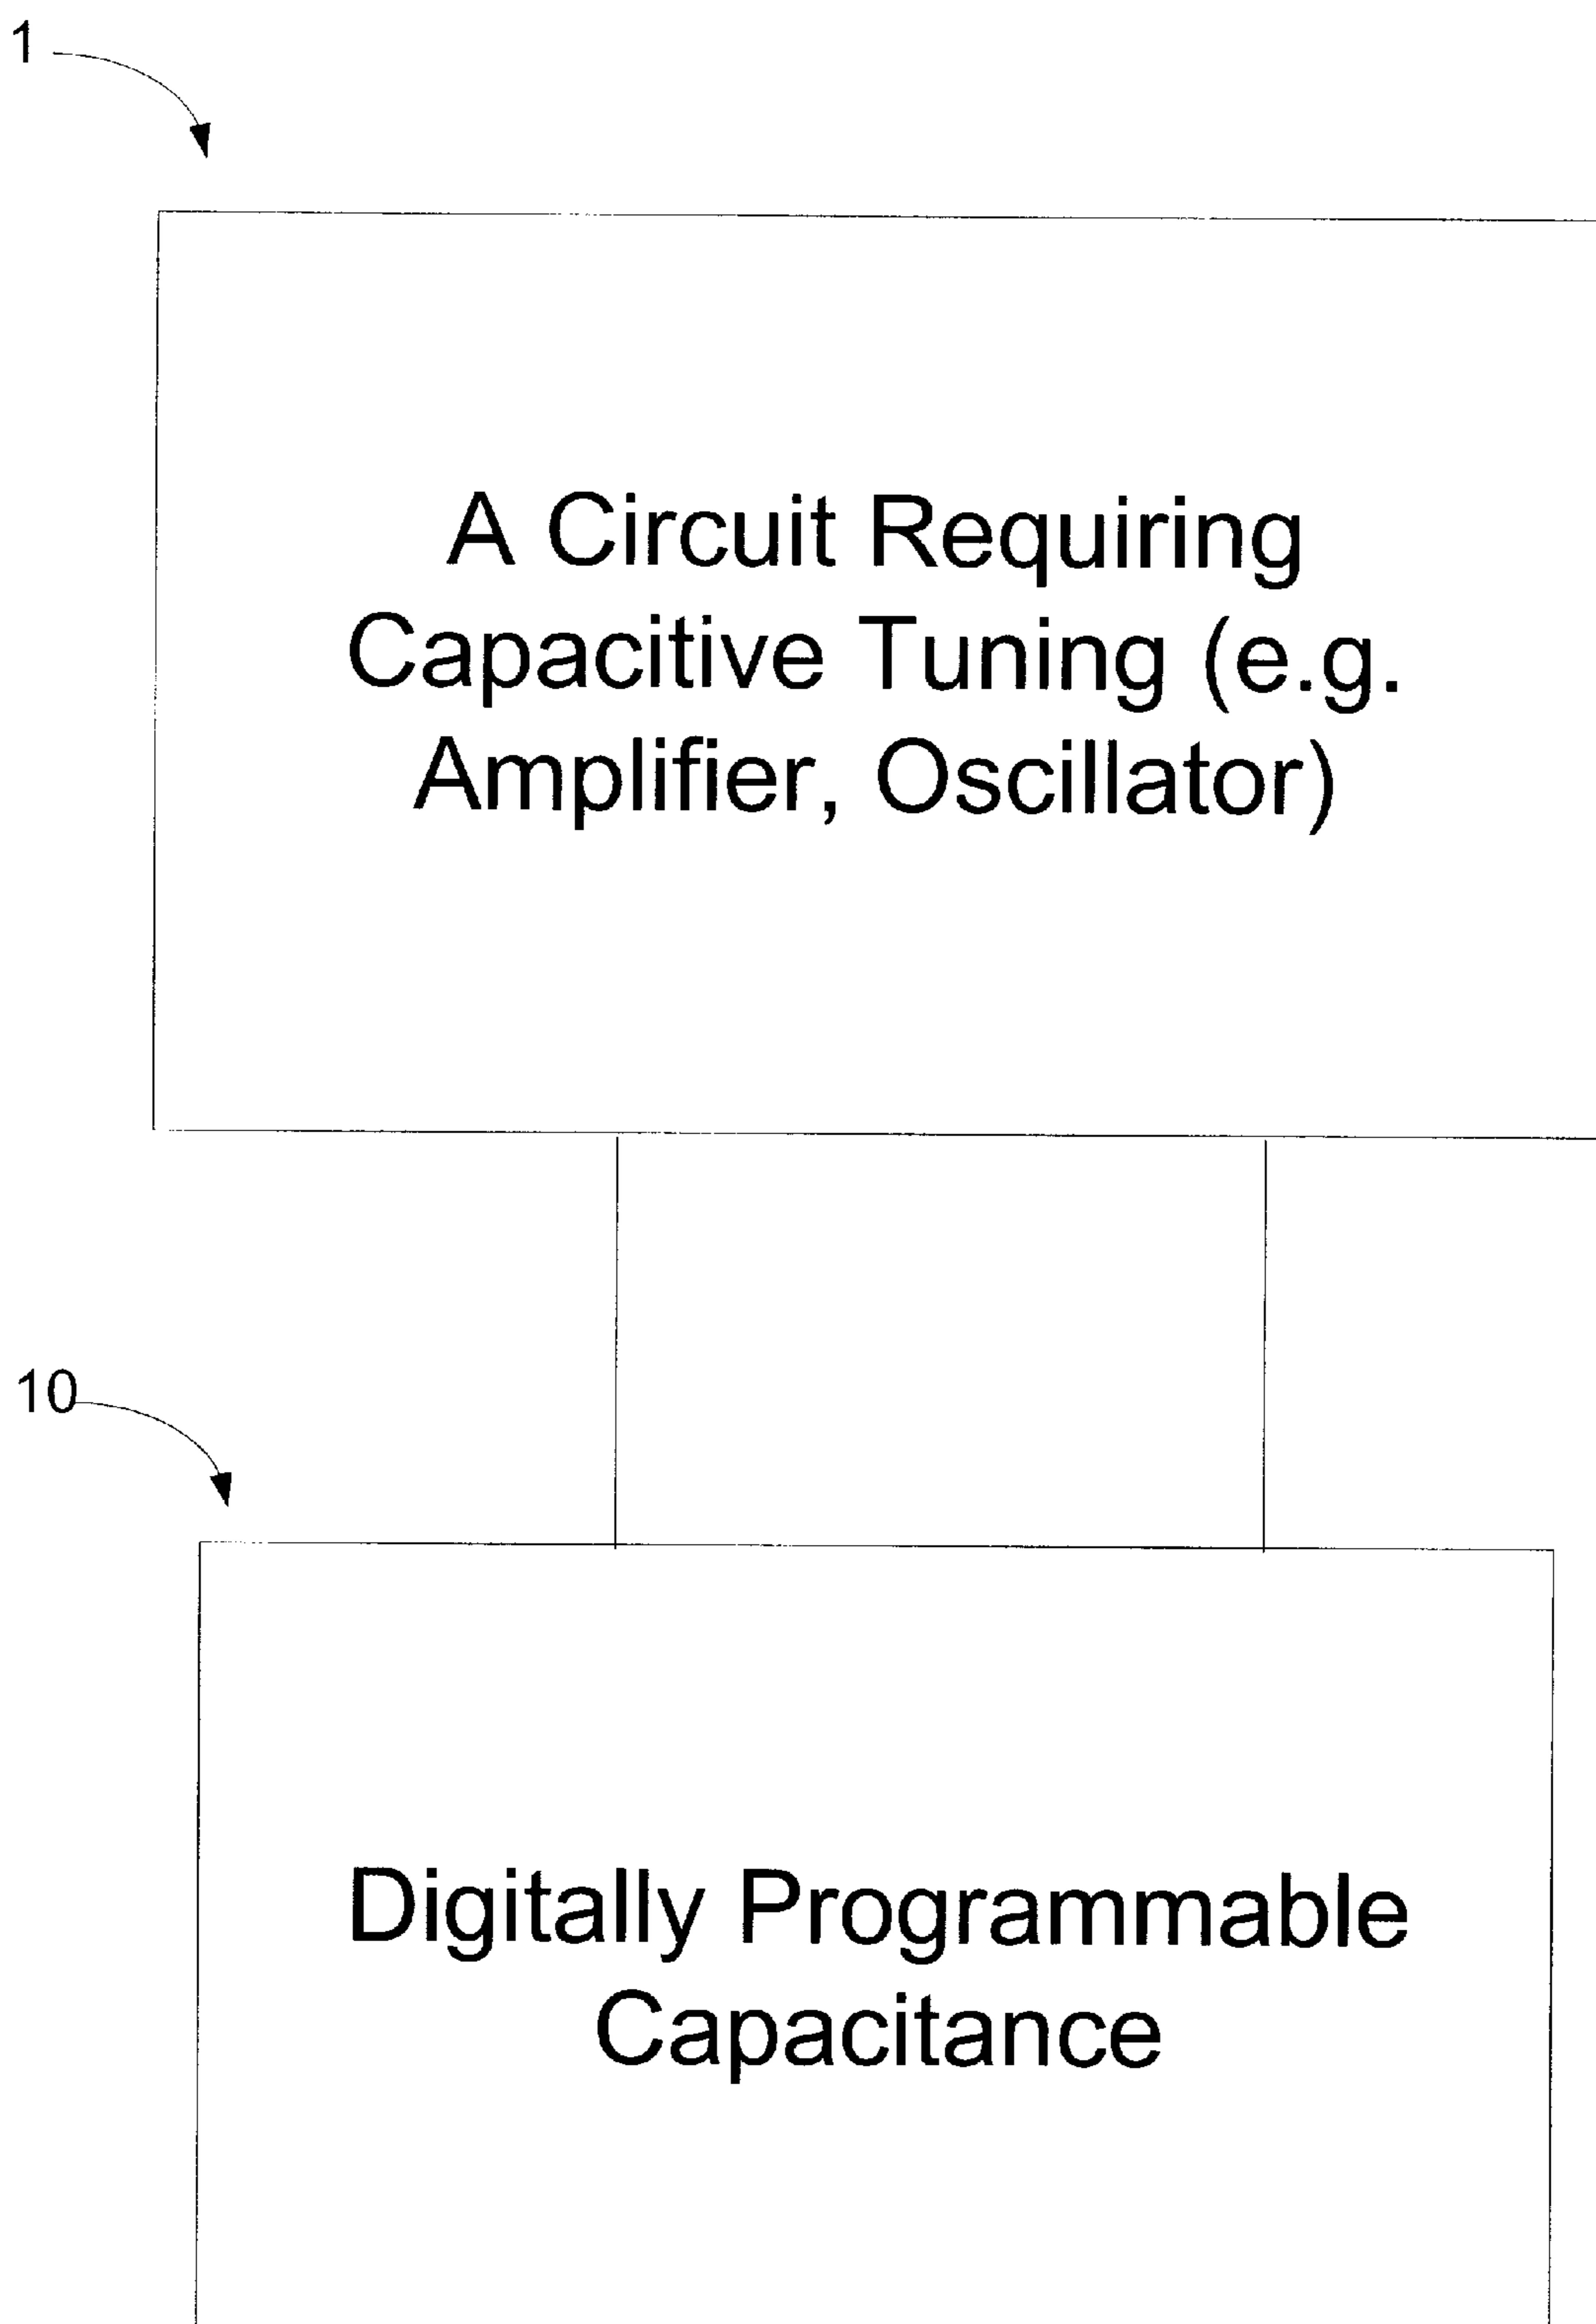 1
A Circuit Requiring
Capacitive Tuning (e.g.
Amplifier, Oscillator)
10
Digitally Programmable
Capacitance